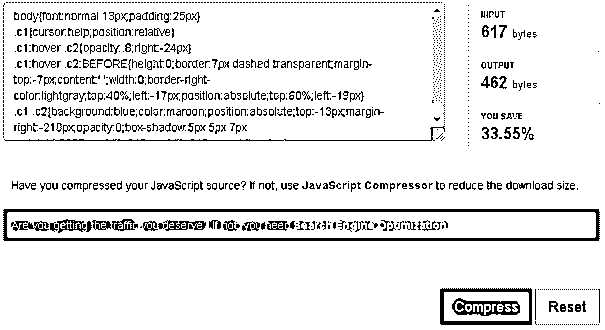 body{font:normal 13px;padding:25px}
.c1{cursor:help;position:relative}
.c1:hover .c2{opacity:.8;right:-24px}
.c1:hover .c2:BEFORE{height:0;border:7px dashed transparent;margin-
top:-7px;content:' ';width:0;border-right-
color:lightgray;top:40%;left:-17px;position:absolute;top:60%;left:-13px}
.c1 .c2{background:blue;color:maroon;position:absolute;top:-13px;margin-
right:-218px;opacity:0;box-shadow:5px 5px 7px
INPUT
617 bytes
OUTPUT
462 bytes
YOU SAVE
33.55%
Have you compressed your JavaScript source? If not, use JavaScript Compressor to reduce the download size.
Are you getting the traffic you deserve? If not, you need Search Engine Optimization
Compress
Reset